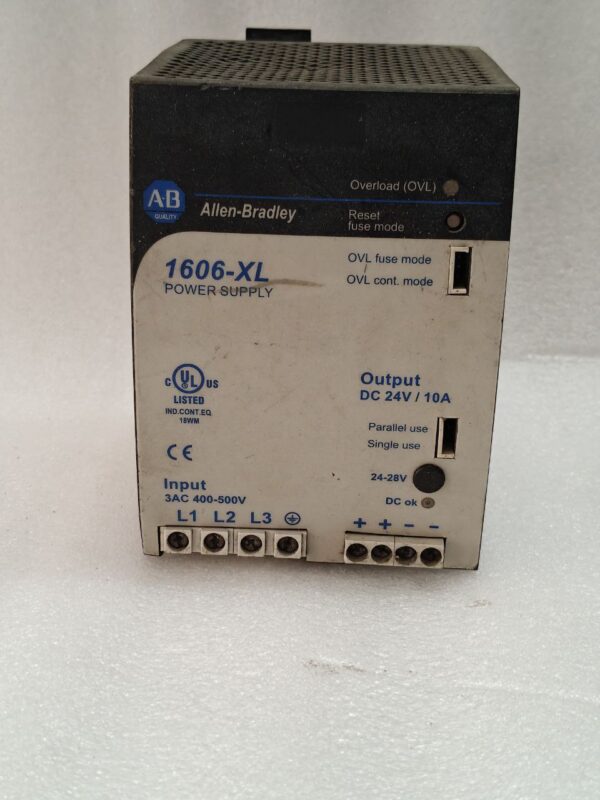 Overload (OVL)
A·B
QUALITY
Allen-Bradley
Reset
fuse mode
OVL fuse mode
OVL cont. mode
1606-XL
POWER SUPPLY
C UL US
LISTED
IND.CONT.EQ.
18WM
Output
DC 24V / 10A
Parallel use
Single use
CE
24-28V
DC ok
Input
3AC 400-500V
L1 L2 L3
+ + – –